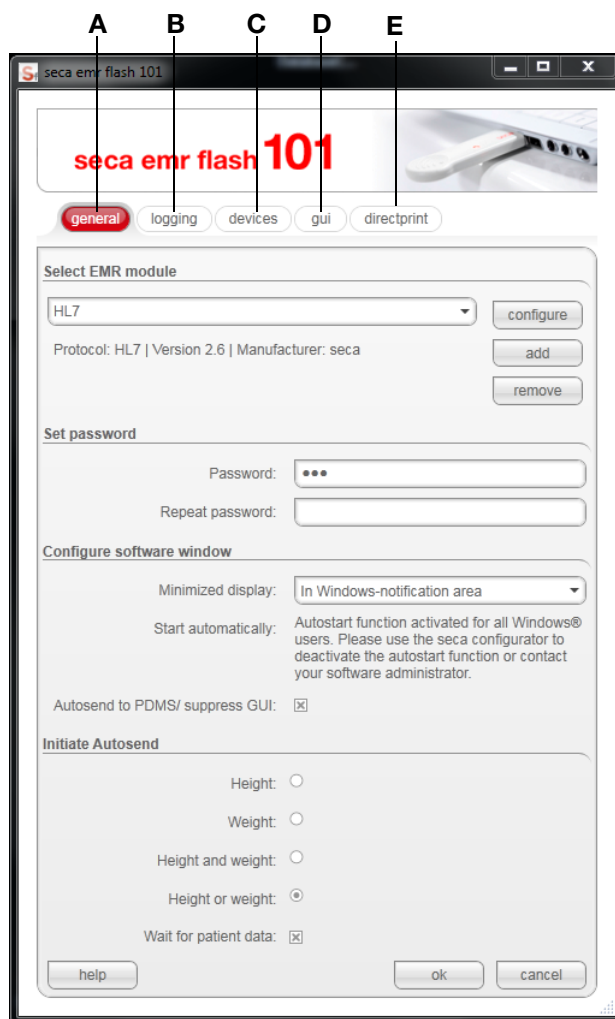 A B C D E
seca emr flash 101
seca emr flash 101
general logging devices gui directprint
Select EMR module
HL7
configure
Protocol: HL7 | Version 2.6 | Manufacturer: seca
add
remove
Set password
Password: •••
Repeat password:
Configure software window
Minimized display: In Windows-notification area
Start automatically: Autostart function activated for all Windows®
users. Please use the seca configurator to
deactivate the autostart function or contact
your software administrator.
Autosend to PDMS/ suppress GUI:
Initiate Autosend
Height:
Weight:
Height and weight:
Height or weight:
Wait for patient data:
help ok cancel